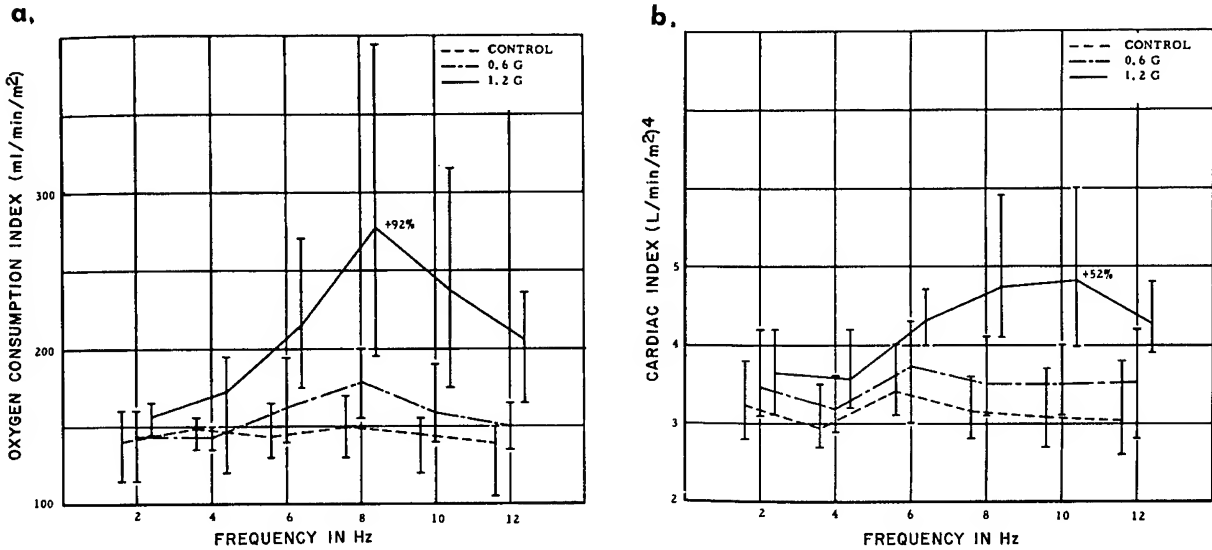 a.
CONTROL
0.6 G
1.2 G
OXYGEN CONSUMPTION INDEX (ml/min/m²)
300
200
100
+92%
2 4 6 8 10 12
FREQUENCY IN Hz
b.
CONTROL
0.6 G
1.2 G
CARDIAC INDEX (L/min/m²)⁴
5
4
3
2
+52%
2 4 6 8 10 12
FREQUENCY IN Hz